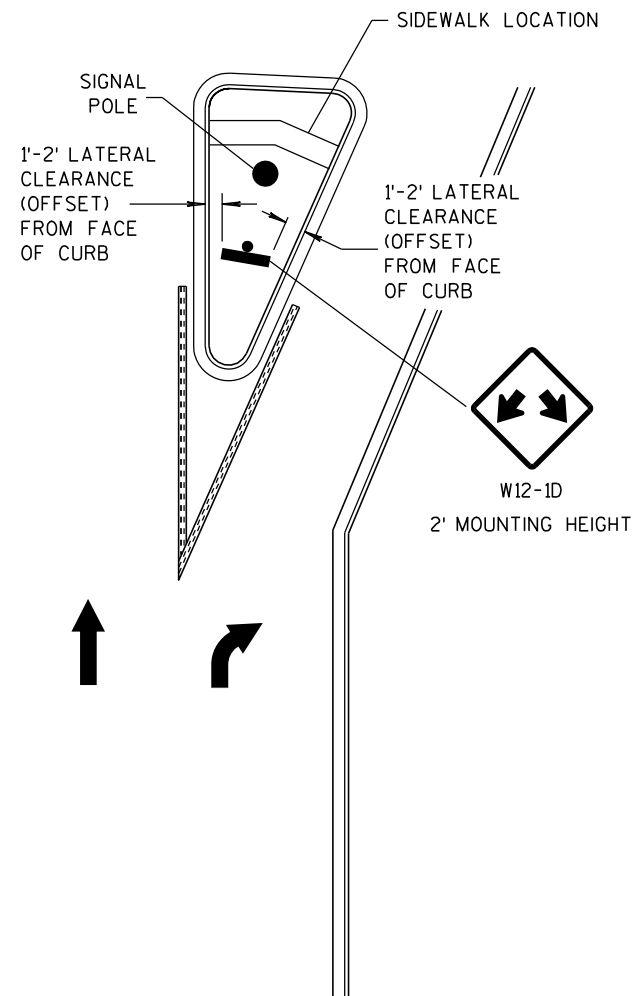 SIDEWALK LOCATION
SIGNAL
POLE
1'-2' LATERAL
CLEARANCE
(OFFSET)
FROM FACE
OF CURB
1'-2' LATERAL
CLEARANCE
(OFFSET)
FROM FACE
OF CURB
W12-1D
2' MOUNTING HEIGHT